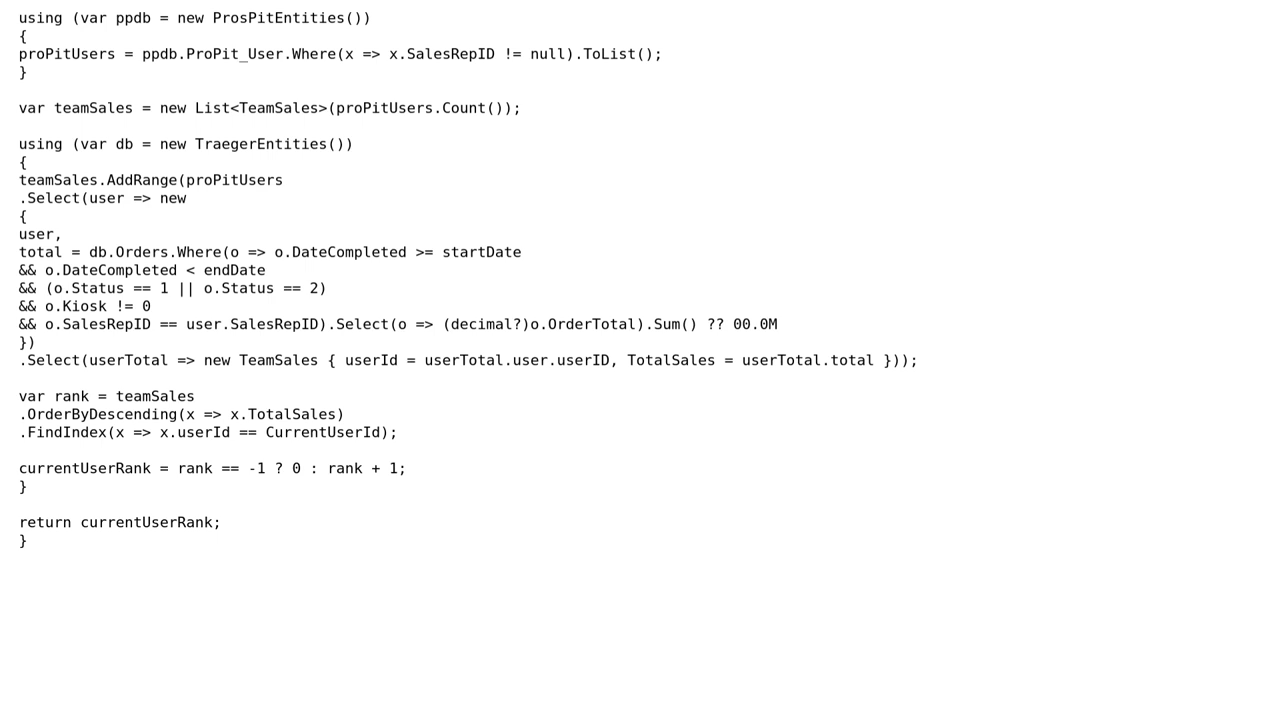 using (var ppdb = new ProsPitEntities())
{
proPitUsers = ppdb.ProPit_User.Where(x => x.SalesRepID != null).ToList();
}
var teamSales = new List<TeamSales>(proPitUsers.Count());
using (var db = new TraegerEntities())
{
teamSales.AddRange(proPitUsers
.Select(user => new
{
user,
total = db.Orders.Where(o => o.DateCompleted >= startDate
&& o.DateCompleted < endDate
&& (o.Status == 1 || o.Status == 2)
&& o.Kiosk != 0
&& o.SalesRepID == user.SalesRepID).Select(o => (decimal?)o.OrderTotal).Sum() ?? 00.0M
})
.Select(userTotal => new TeamSales { userId = userTotal.user.userID, TotalSales = userTotal.total }));
var rank = teamSales
.OrderByDescending(x => x.TotalSales)
.FindIndex(x => x.userId == CurrentUserId);
currentUserRank = rank == -1 ? 0 : rank + 1;
}
return currentUserRank;
}